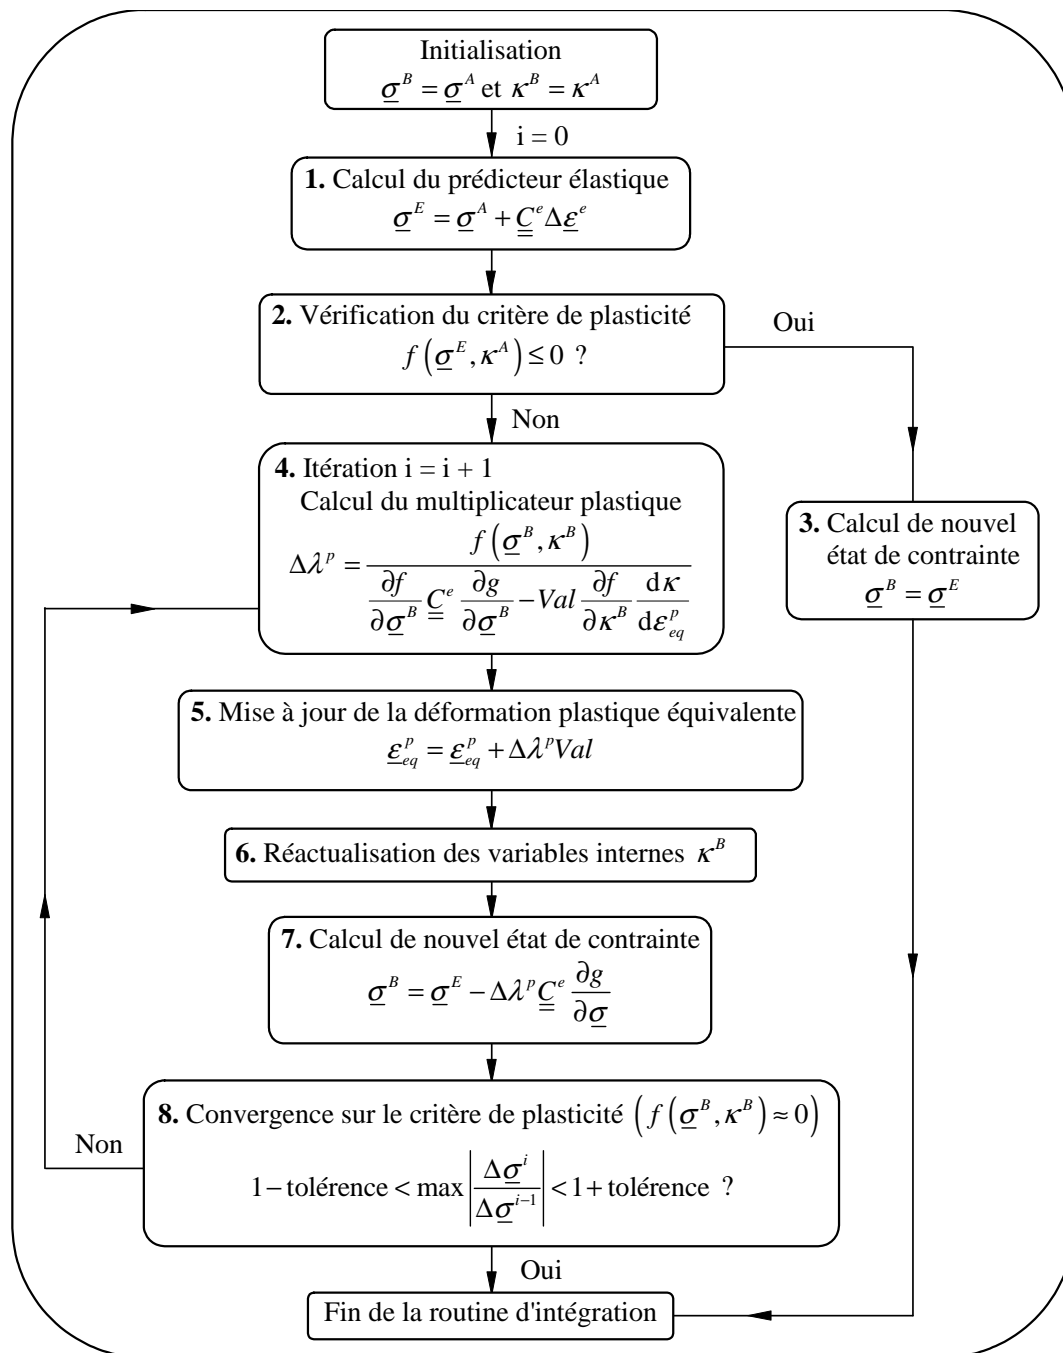 Initialisation
σ^B = σ^A et κ^B = κ^A
i = 0
1. Calcul du prédicteur élastique
σ^E = σ^A + C^e Δε^e
2. Vérification du critère de plasticité
f(σ^E, κ^A) ≤ 0 ?
Oui
Non
4. Itération i = i + 1
Calcul du multiplicateur plastique
Δλ^p = f(σ^B, κ^B) / (∂f/∂σ^B C^e ∂g/∂σ^B − Val ∂f/∂κ^B dκ/dε^p_eq)
3. Calcul de nouvel
état de contrainte
σ^B = σ^E
5. Mise à jour de la déformation plastique équivalente
ε^p_eq = ε^p_eq + Δλ^p Val
6. Réactualisation des variables internes κ^B
7. Calcul de nouvel état de contrainte
σ^B = σ^E − Δλ^p C^e ∂g/∂σ
8. Convergence sur le critère de plasticité (f(σ^B, κ^B) ≈ 0)
Non
1 − tolérence < max |Δσ^i / Δσ^{i−1}| < 1 + tolérence ?
Oui
Fin de la routine d'intégration